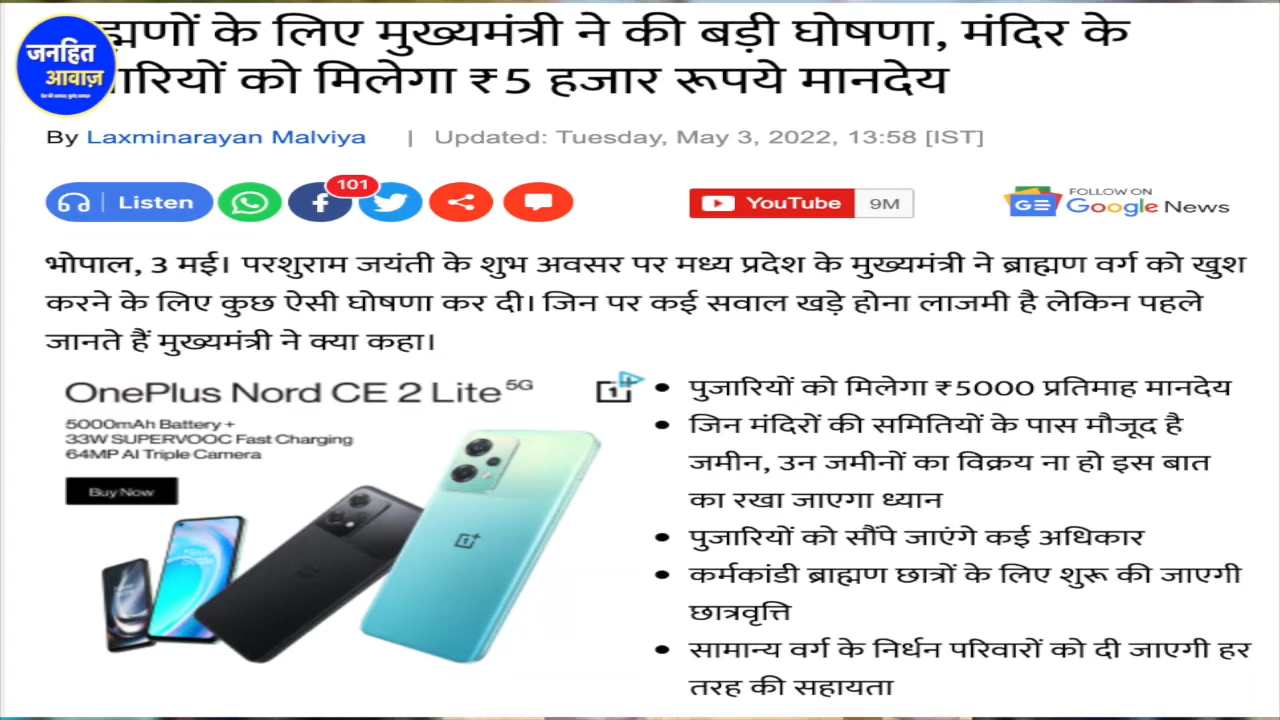 जनहित
आवाज़
ह्मणों के लिए मुख्यमंत्री ने की बड़ी घोषणा, मंदिर के
ारियों को मिलेगा ₹5 हजार रूपये मानदेय
By Laxminarayan Malviya | Updated: Tuesday, May 3, 2022, 13:58 [IST]
Listen
101
YouTube 9M
FOLLOW ON
Google News
भोपाल, 3 मई। परशुराम जयंती के शुभ अवसर पर मध्य प्रदेश के मुख्यमंत्री ने ब्राह्मण वर्ग को खुश
करने के लिए कुछ ऐसी घोषणा कर दी। जिन पर कई सवाल खड़े होना लाजमी है लेकिन पहले
जानते हैं मुख्यमंत्री ने क्या कहा।
OnePlus Nord CE 2 Lite 5G
5000mAh Battery +
33W SUPERVOOC Fast Charging
64MP AI Triple Camera
Buy Now
• पुजारियों को मिलेगा ₹5000 प्रतिमाह मानदेय
• जिन मंदिरों की समितियों के पास मौजूद है
जमीन, उन जमीनों का विक्रय ना हो इस बात
का रखा जाएगा ध्यान
• पुजारियों को सौंपे जाएंगे कई अधिकार
• कर्मकांडी ब्राह्मण छात्रों के लिए शुरू की जाएगी
छात्रवृत्ति
• सामान्य वर्ग के निर्धन परिवारों को दी जाएगी हर
तरह की सहायता